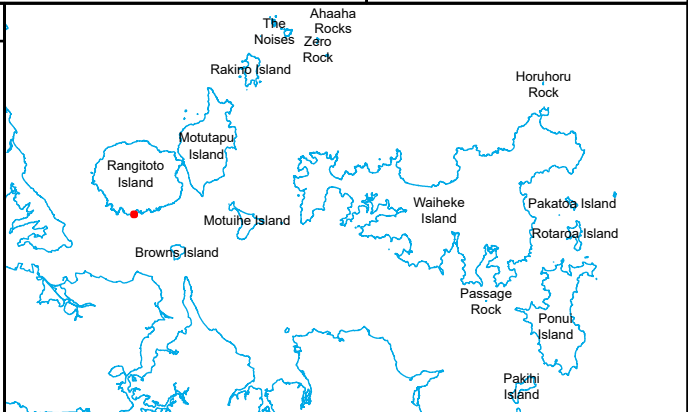 The
Noises
Ahaaha
Rocks
Zero
Rock
Rakino Island
Horuhoru
Rock
Motutapu
Island
Rangitoto
Island
Waiheke
Island
Pakatoa Island
Motuihe Island
Rotaroa Island
Browns Island
Passage
Rock
Ponui
Island
Pakihi
Island